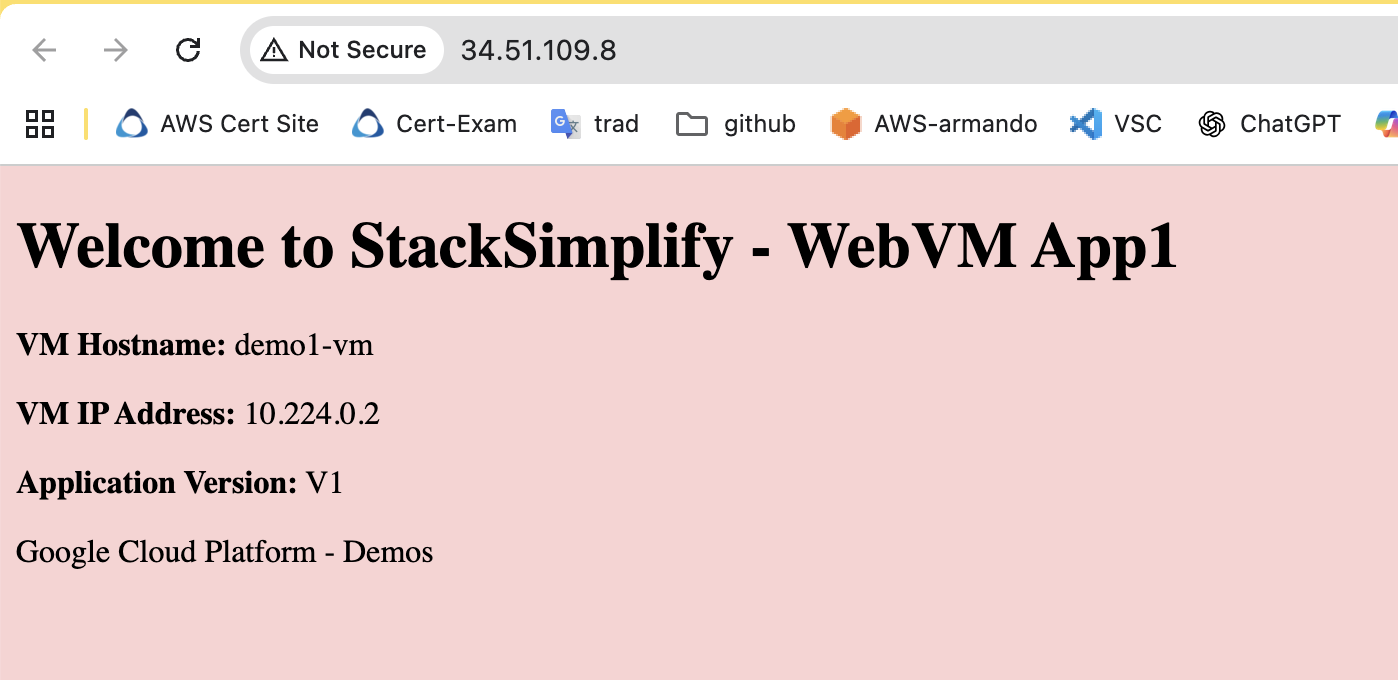 Not Secure 34.51.109.8
AWS Cert Site Cert-Exam trad github AWS-armando VSC ChatGPT
Welcome to StackSimplify - WebVM App1
VM Hostname: demo1-vm
VM IP Address: 10.224.0.2
Application Version: V1
Google Cloud Platform - Demos